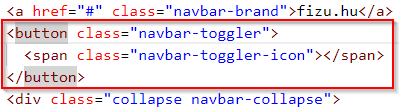 <a href="#" class="navbar-brand">fizu.hu</a>
<button class="navbar-toggler">
<span class="navbar-toggler-icon"></span>
</button>
<div class="collapse navbar-collapse">